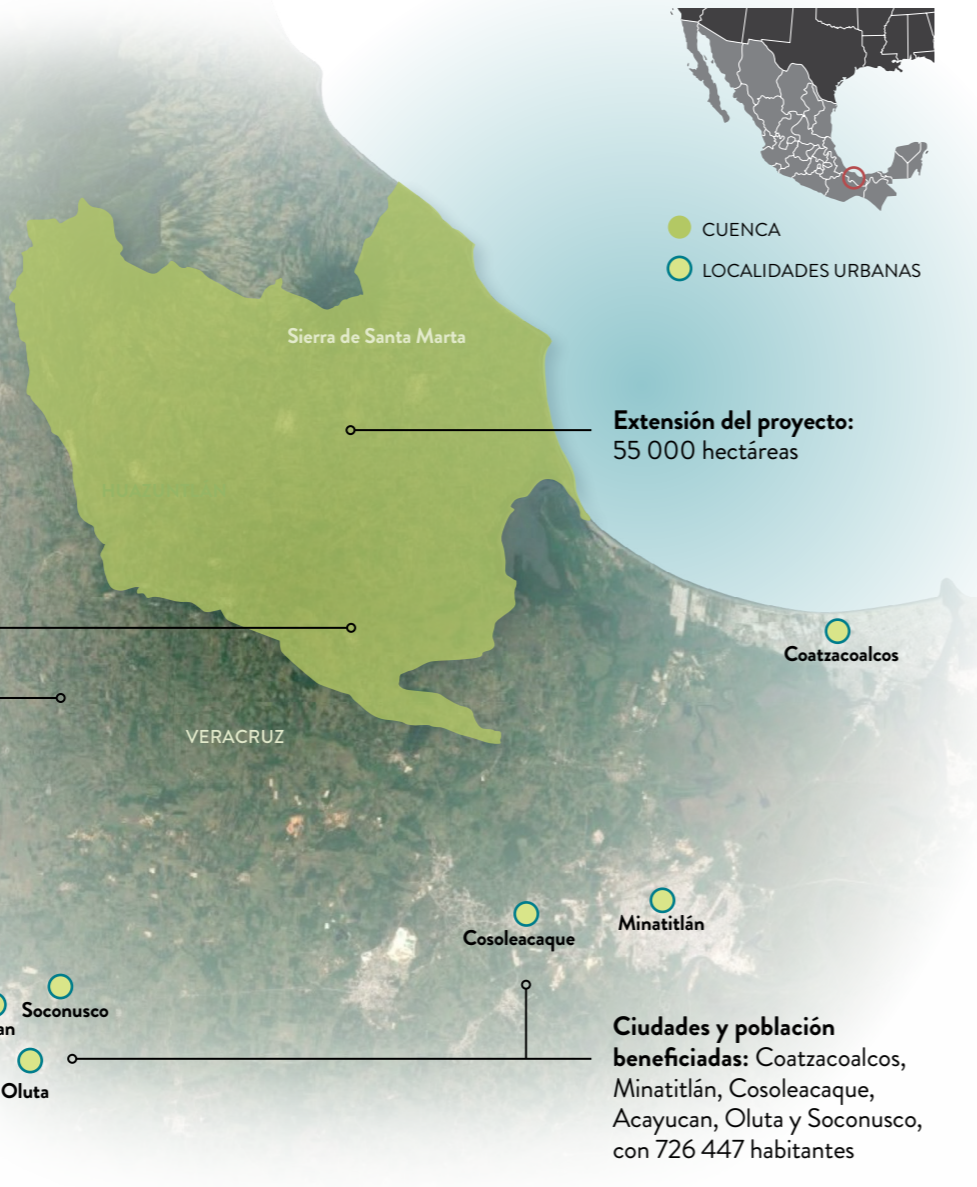 CUENCA
LOCALIDADES URBANAS
Sierra de Santa Marta
Extensión del proyecto:
55 000 hectáreas
Coatzacoalcos
VERACRUZ
Cosoleacaque
Minatitlán
Soconusco
an
Oluta
Ciudades y población
beneficiadas: Coatzacoalcos,
Minatitlán, Cosoleacaque,
Acayucan, Oluta y Soconusco,
con 726 447 habitantes